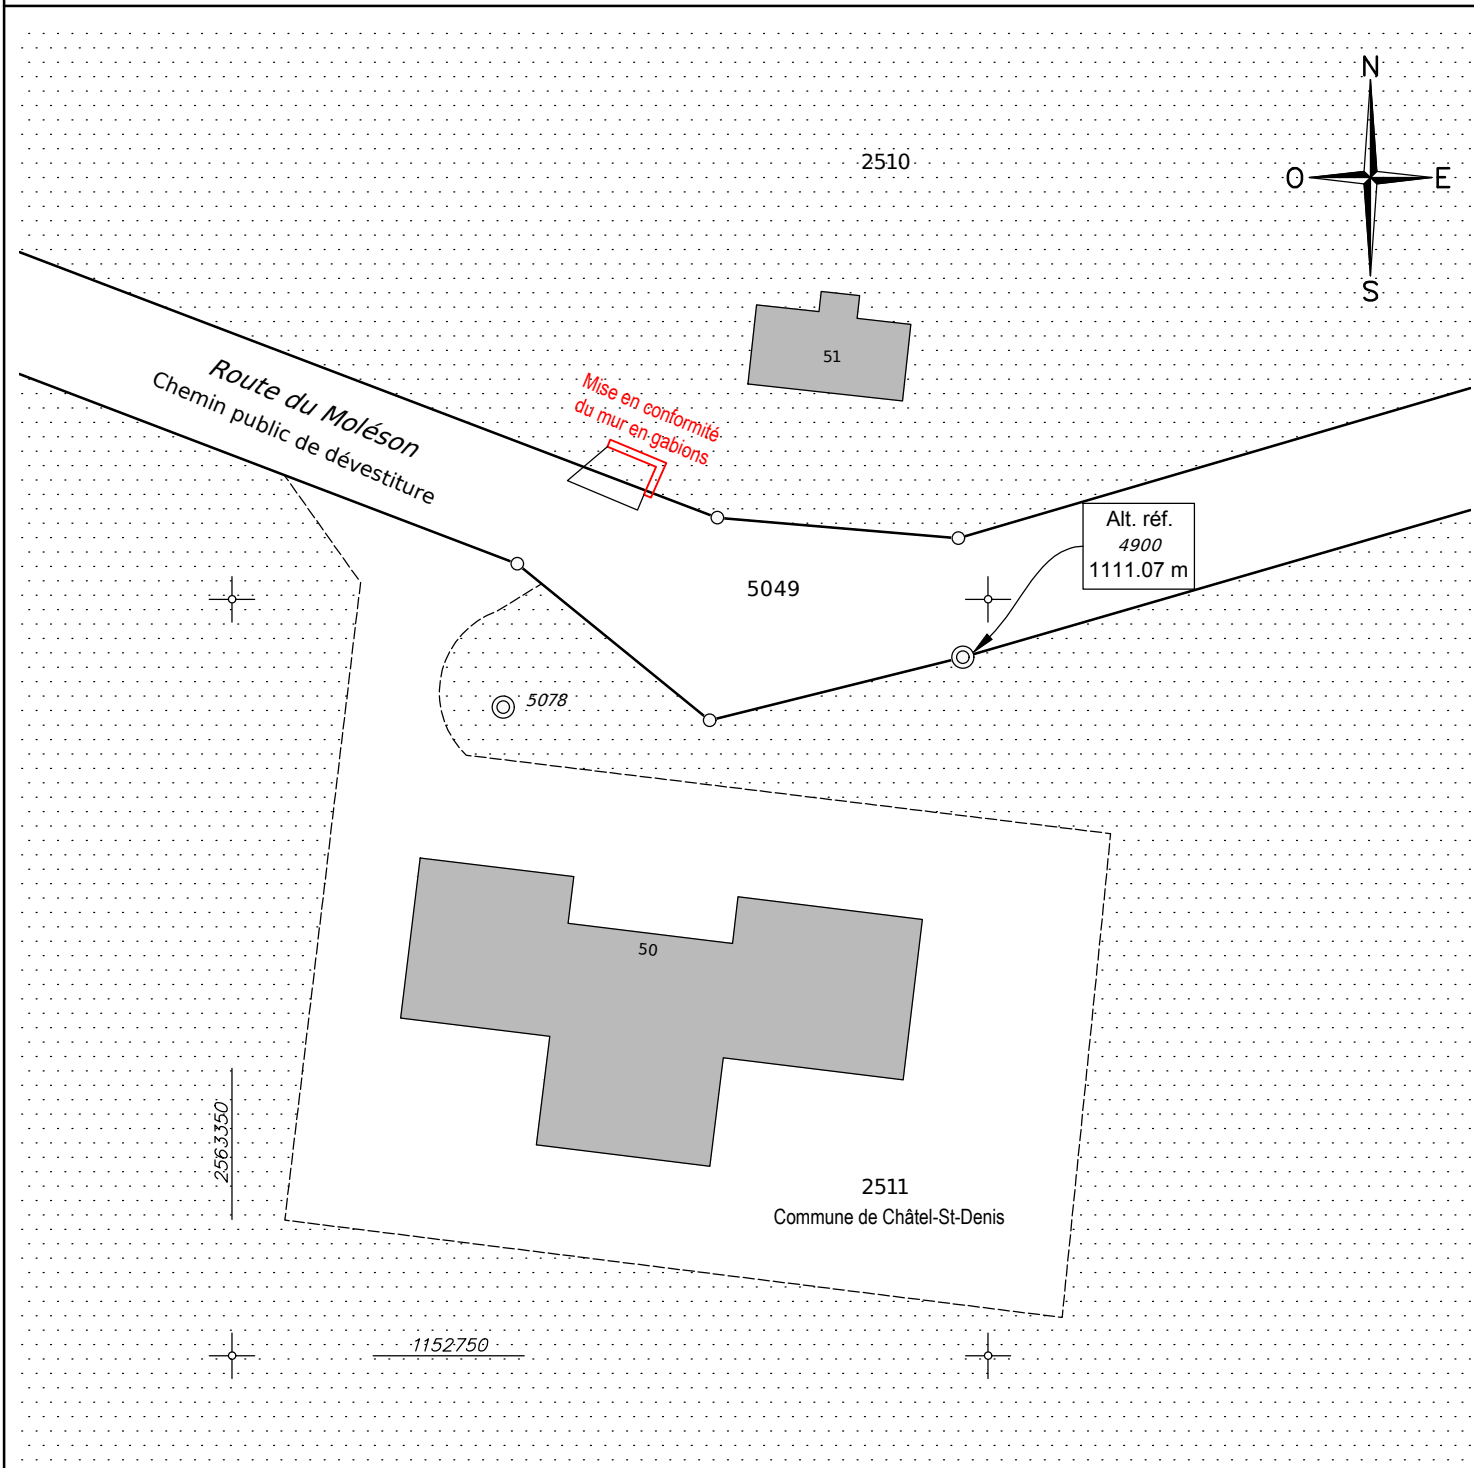 N
2510
O
E
S
51
Route du Moléson
Chemin public de dévestiture
Mise en conformité
du mur en gabions
Alt. réf.
4900
1111.07 m
5049
5078
50
2563350
2511
Commune de Châtel-St-Denis
1152750